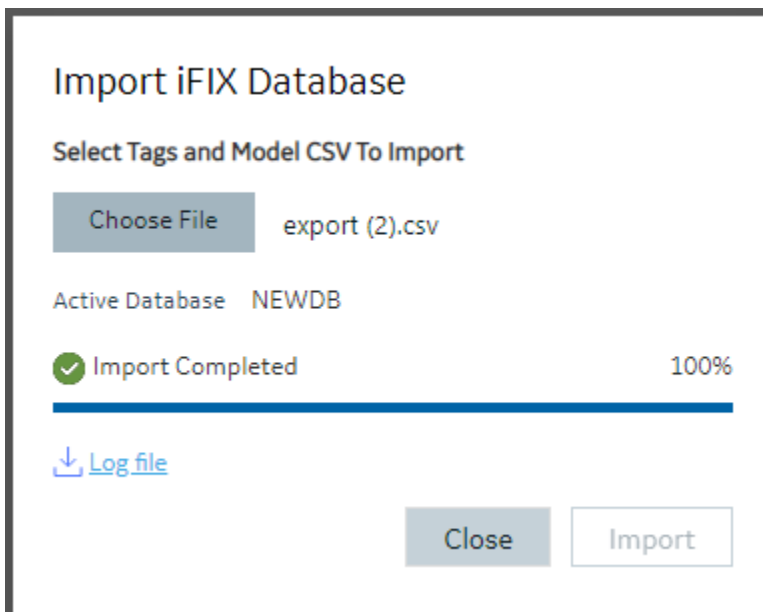 Import iFIX Database
Select Tags and Model CSV To Import
Choose File export (2).csv
Active Database NEWDB
Import Completed 100%
Log file
Close Import